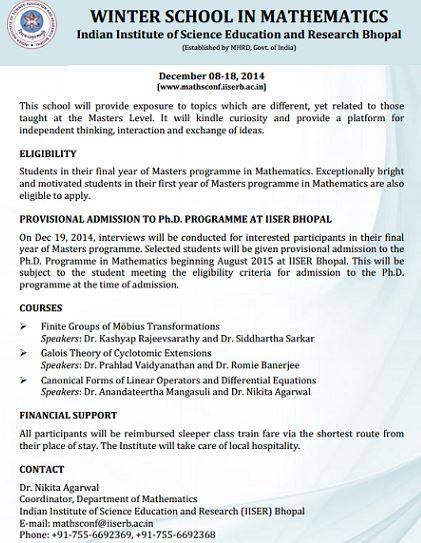 WINTER SCHOOL IN MATHEMATICS
Indian Institute of Science Education and Research Bhopal
(Established by MHRD, Govt. of India)
December 08-18, 2014
[www.mathsconf.iiserb.ac.in]
This school will provide exposure to topics which are different, yet related to those
taught at the Masters Level. It will kindle curiosity and provide a platform for
independent thinking, interaction and exchange of ideas.
ELIGIBILITY
Students in their final year of Masters programme in Mathematics. Exceptionally bright
and motivated students in their first year of Masters programme in Mathematics are also
eligible to apply.
PROVISIONAL ADMISSION TO Ph.D. PROGRAMME AT IISER BHOPAL
On Dec 19, 2014, interviews will be conducted for interested participants in their final
year of Masters programme. Selected students will be given provisional admission to the
Ph.D. Programme in Mathematics beginning August 2015 at IISER Bhopal. This will be
subject to the student meeting the eligibility criteria for admission to the Ph.D.
programme at the time of admission.
COURSES
➤ Finite Groups of Möbius Transformations
Speakers: Dr. Kashyap Rajeevsarathy and Dr. Siddhartha Sarkar
➤ Galois Theory of Cyclotomic Extensions
Speakers: Dr. Prahlad Vaidyanathan and Dr. Romie Banerjee
➤ Canonical Forms of Linear Operators and Differential Equations
Speakers: Dr. Anandateertha Mangasuli and Dr. Nikita Agarwal
FINANCIAL SUPPORT
All participants will be reimbursed sleeper class train fare via the shortest route from
their place of stay. The Institute will take care of local hospitality.
CONTACT
Dr. Nikita Agarwal
Coordinator, Department of Mathematics
Indian Institute of Science Education and Research (IISER) Bhopal
E-mail: mathsconf@iiserb.ac.in
Phone: +91-755-6692369, +91-755-6692368